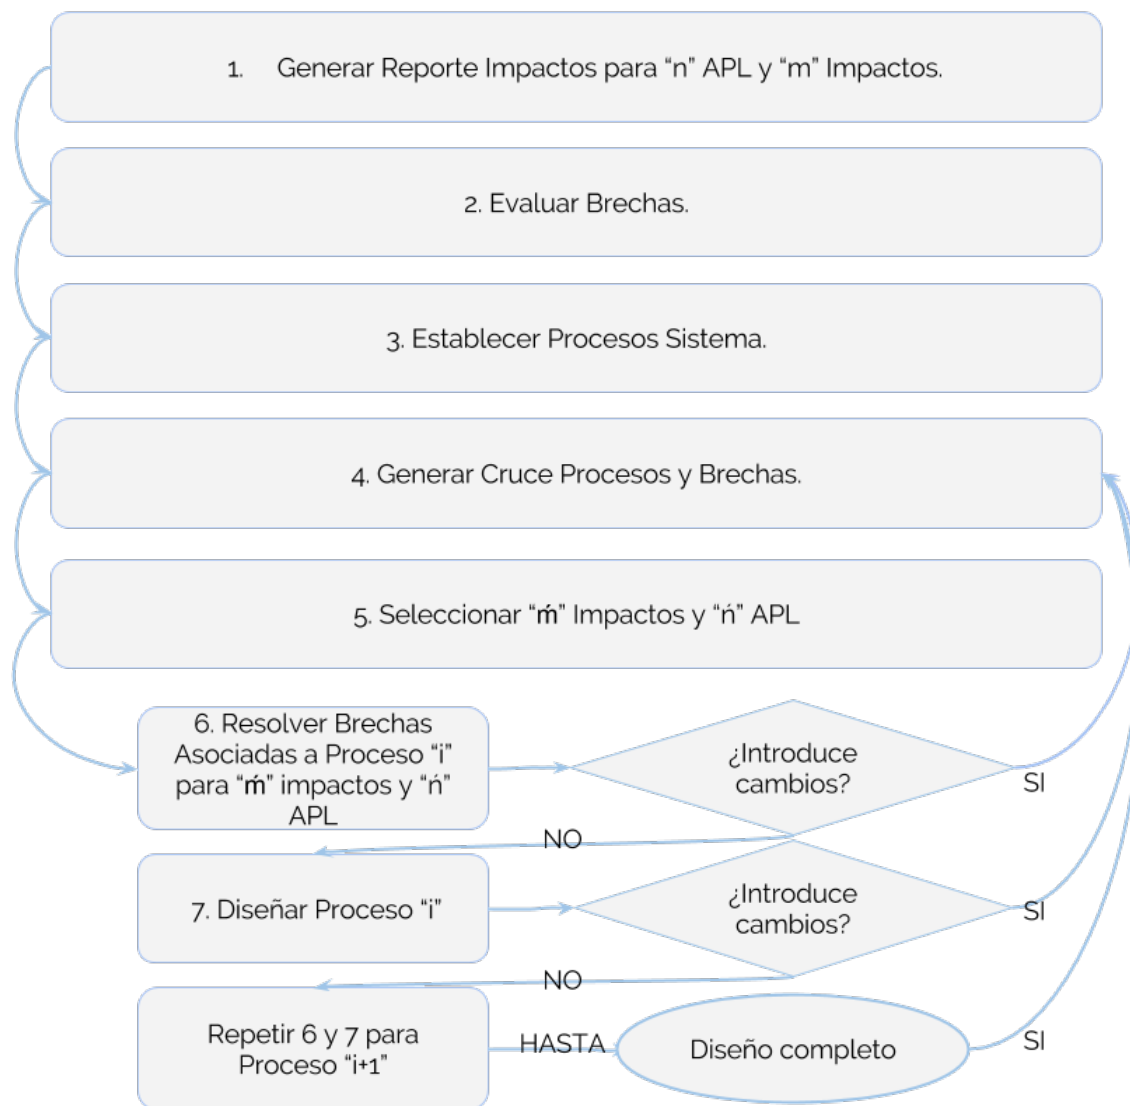 1. Generar Reporte Impactos para “n” APL y “m” Impactos.
2. Evaluar Brechas.
3. Establecer Procesos Sistema.
4. Generar Cruce Procesos y Brechas.
5. Seleccionar “ḿ” Impactos y “ń” APL
6. Resolver Brechas
Asociadas a Proceso “i”
para “ḿ” impactos y “ń”
APL
¿Introduce
cambios?
SI
NO
7. Diseñar Proceso “i”
¿Introduce
cambios?
SI
NO
Repetir 6 y 7 para
Proceso “i+1”
HASTA
Diseño completo
SI